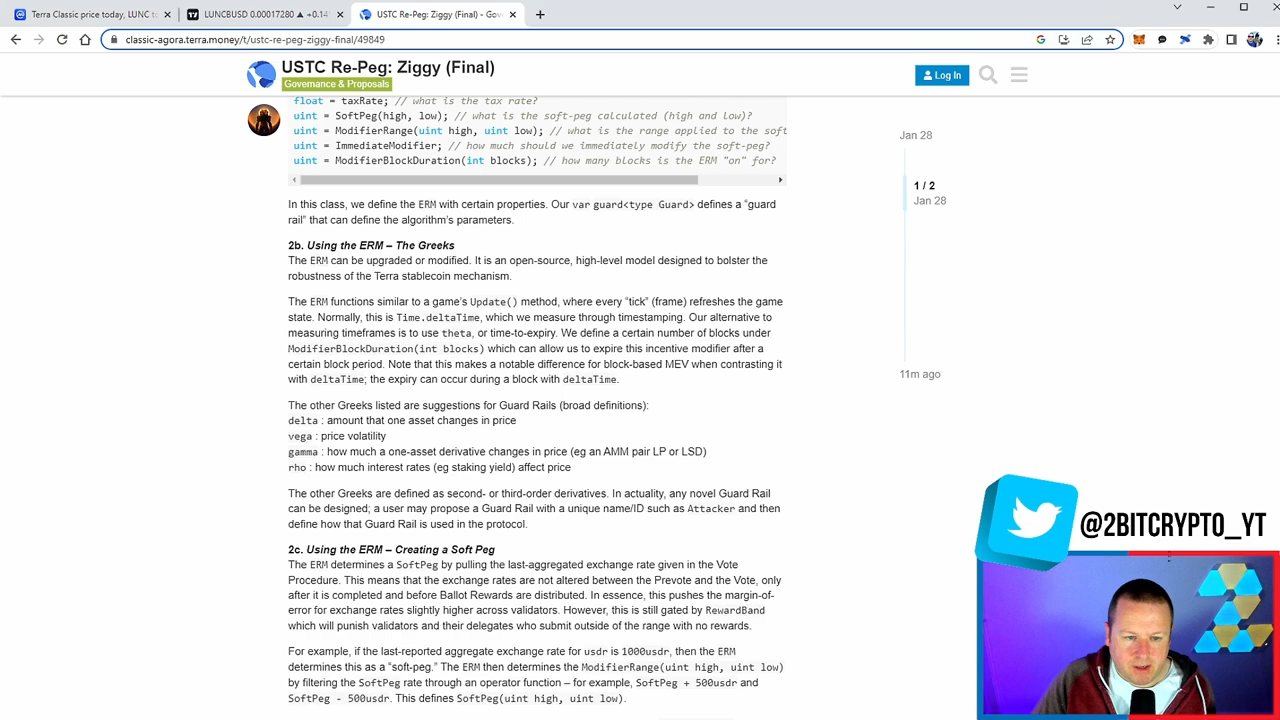 Terra Classic price today, LUNC to
LUNCBUSD 0.00017280 ▲ +0.14
USTC Re-Peg: Ziggy (Final) - Gov
classic-agora.terra.money/t/ustc-re-peg-ziggy-final/49849
USTC Re-Peg: Ziggy (Final)
Governance & Proposals
Log In
float = taxRate; // what is the tax rate?
uint = SoftPeg(high, low); // what is the soft-peg calculated (high and low)?
uint = ModifierRange(uint high, uint low); // what is the range applied to the soft
uint = ImmediateModifier; // how much should we immediately modify the soft-peg?
uint = ModifierBlockDuration(int blocks); // how many blocks is the ERM "on" for?
In this class, we define the ERM with certain properties. Our var guard<type Guard> defines a “guard
rail” that can define the algorithm’s parameters.
2b. Using the ERM – The Greeks
The ERM can be upgraded or modified. It is an open-source, high-level model designed to bolster the
robustness of the Terra stablecoin mechanism.
The ERM functions similar to a game’s Update() method, where every “tick” (frame) refreshes the game
state. Normally, this is Time.deltaTime, which we measure through timestamping. Our alternative to
measuring timeframes is to use theta, or time-to-expiry. We define a certain number of blocks under
ModifierBlockDuration(int blocks) which can allow us to expire this incentive modifier after a
certain block period. Note that this makes a notable difference for block-based MEV when contrasting it
with deltaTime; the expiry can occur during a block with deltaTime.
The other Greeks listed are suggestions for Guard Rails (broad definitions):
delta : amount that one asset changes in price
vega : price volatility
gamma : how much a one-asset derivative changes in price (eg an AMM pair LP or LSD)
rho : how much interest rates (eg staking yield) affect price
The other Greeks are defined as second- or third-order derivatives. In actuality, any novel Guard Rail
can be designed; a user may propose a Guard Rail with a unique name/ID such as Attacker and then
define how that Guard Rail is used in the protocol.
2c. Using the ERM – Creating a Soft Peg
The ERM determines a SoftPeg by pulling the last-aggregated exchange rate given in the Vote
Procedure. This means that the exchange rates are not altered between the Prevote and the Vote, only
after it is completed and before Ballot Rewards are distributed. In essence, this pushes the margin-of-
error for exchange rates slightly higher across validators. However, this is still gated by RewardBand
which will punish validators and their delegates who submit outside of the range with no rewards.
For example, if the last-reported aggregate exchange rate for usdr is 1000usdr, then the ERM
determines this as a “soft-peg.” The ERM then determines the ModifierRange(uint high, uint low)
by filtering the SoftPeg rate through an operator function – for example, SoftPeg + 500usdr and
SoftPeg - 500usdr. This defines SoftPeg(uint high, uint low).
Jan 28
1 / 2
Jan 28
11m ago
@2BITCRYPTO_YT